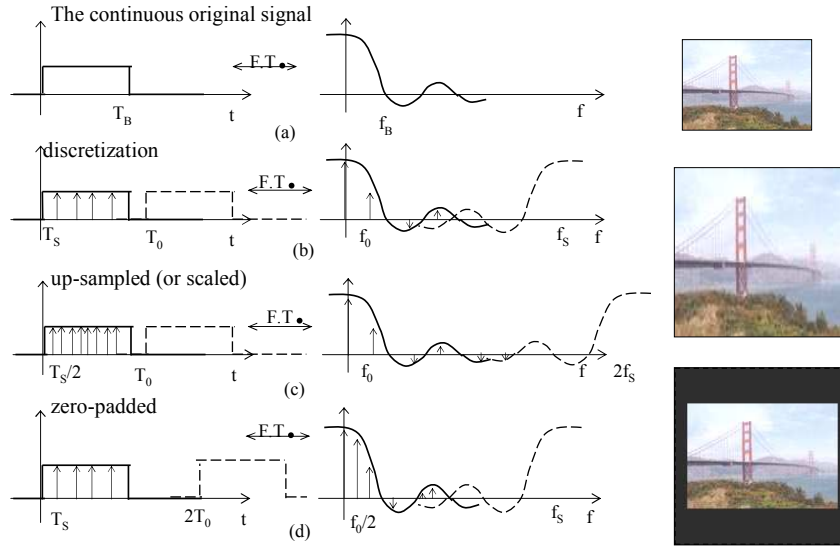 The continuous original signal
F.T.
T_B t f_B f
(a)
discretization
F.T.
T_S T_0 t f_0 f_S f
(b)
up-sampled (or scaled)
F.T.
T_S/2 T_0 t f_0 f 2f_S
(c)
zero-padded
F.T.
T_S 2T_0 t f_0/2 f_S f
(d)